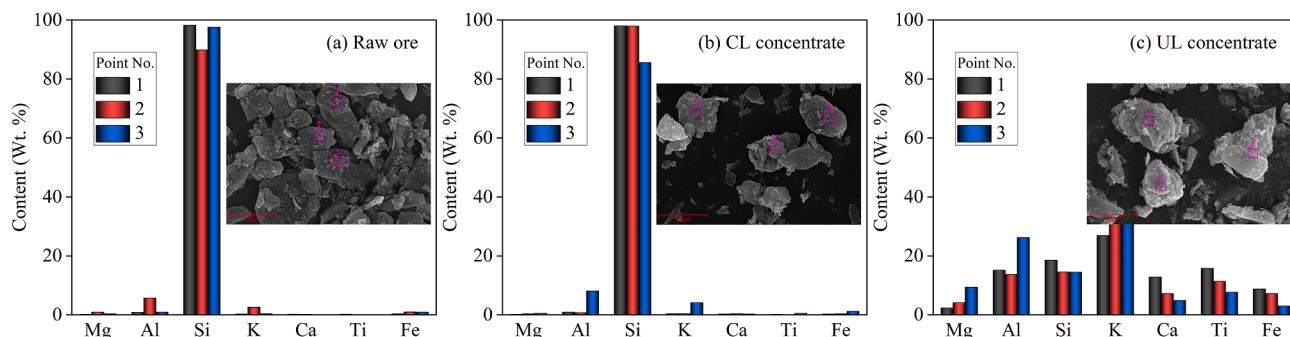 Content (Wt. %)
100
80
60
40
20
0
(a) Raw ore
Point No.
1
2
3
Mg Al Si K Ca Ti Fe
Content (Wt. %)
100
80
60
40
20
0
(b) CL concentrate
Point No.
1
2
3
Mg Al Si K Ca Ti Fe
Content (Wt. %)
100
80
60
40
20
0
(c) UL concentrate
Point No.
1
2
3
Mg Al Si K Ca Ti Fe